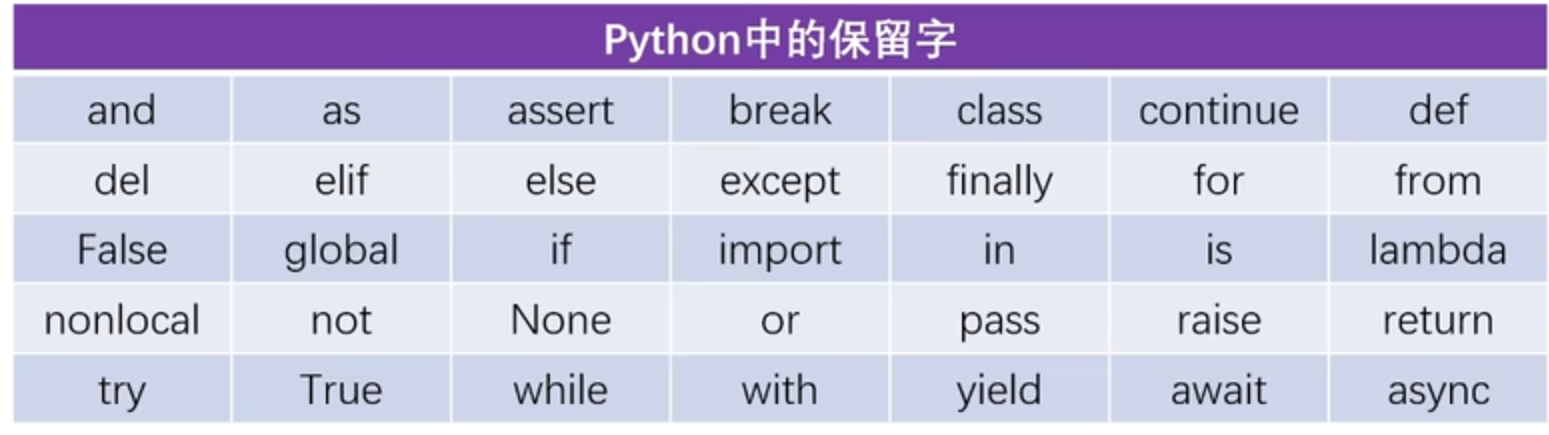 Python中的保留字
and as assert break class continue def
del elif else except finally for from
False global if import in is lambda
nonlocal not None or pass raise return
try True while with yield await async